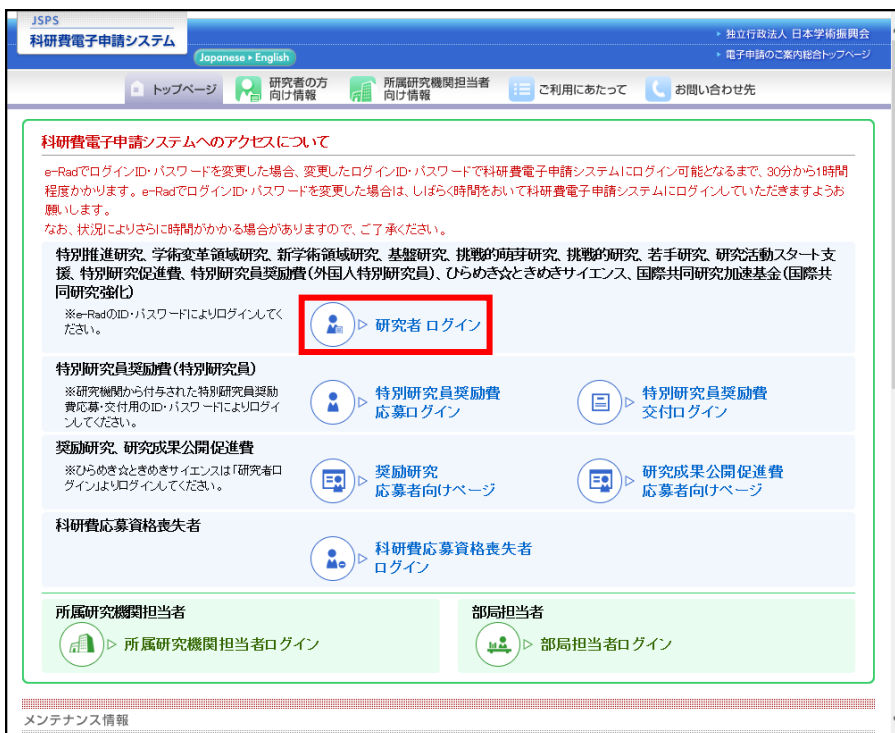 JSPS
科研費電子申請システム
Japanese ▸ English
独立行政法人 日本学術振興会
電子申請のご案内総合トップページ
トップページ
研究者の方
向け情報
所属研究機関担当者
向け情報
ご利用にあたって
お問い合わせ先
科研費電子申請システムへのアクセスについて
e-RadでログインID・パスワードを変更した場合、変更したログインID・パスワードで科研費電子申請システムにログイン可能となるまで、30分から1時間
程度かかります。e-RadでログインID・パスワードを変更した場合は、しばらく時間をおいて科研費電子申請システムにログインしていただきますようお
願いします。
なお、状況によりさらに時間がかかる場合がありますので、ご了承ください。
特別推進研究、学術変革領域研究、新学術領域研究、基盤研究、挑戦的萌芽研究、挑戦的研究、若手研究、研究活動スタート支
援、特別研究促進費、特別研究員奨励費(外国人特別研究員)、ひらめき☆ときめきサイエンス、国際共同研究加速基金(国際共
同研究強化)
※e-RadのID・パスワードによりログインしてく
ださい。
研究者 ログイン
特別研究員奨励費(特別研究員)
※研究機関から付与された特別研究員奨励
費応募・交付用のID・パスワードによりログイ
ンしてください。
特別研究員奨励費
応募ログイン
特別研究員奨励費
交付ログイン
奨励研究、研究成果公開促進費
※ひらめき☆ときめきサイエンスは「研究者ロ
グイン」よりログインしてください。
奨励研究
応募者向けページ
研究成果公開促進費
応募者向けページ
科研費応募資格喪失者
科研費応募資格喪失者
ログイン
所属研究機関担当者
所属研究機関担当者ログイン
部局担当者
部局担当者ログイン
メンテナンス情報